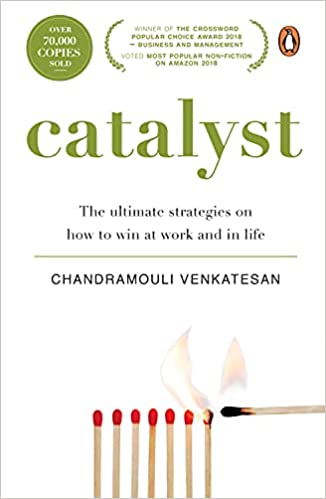 OVER
70,000
COPIES
SOLD
WINNER OF THE CROSSWORD
POPULAR CHOICE AWARD 2018
— BUSINESS AND MANAGEMENT
VOTED MOST POPULAR NON-FICTION
ON AMAZON 2018
catalyst
The ultimate strategies on
how to win at work and in life
CHANDRAMOULI VENKATESAN